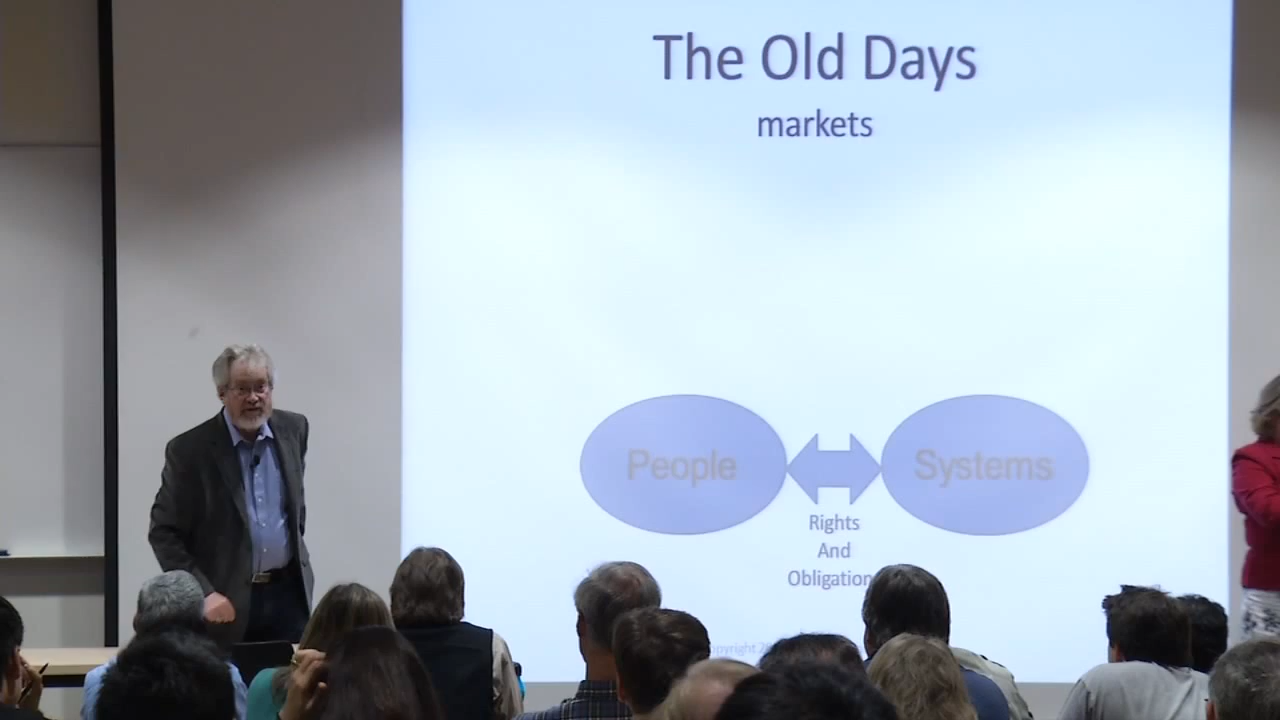 The Old Days
markets
People
Systems
Rights
And
Obligation